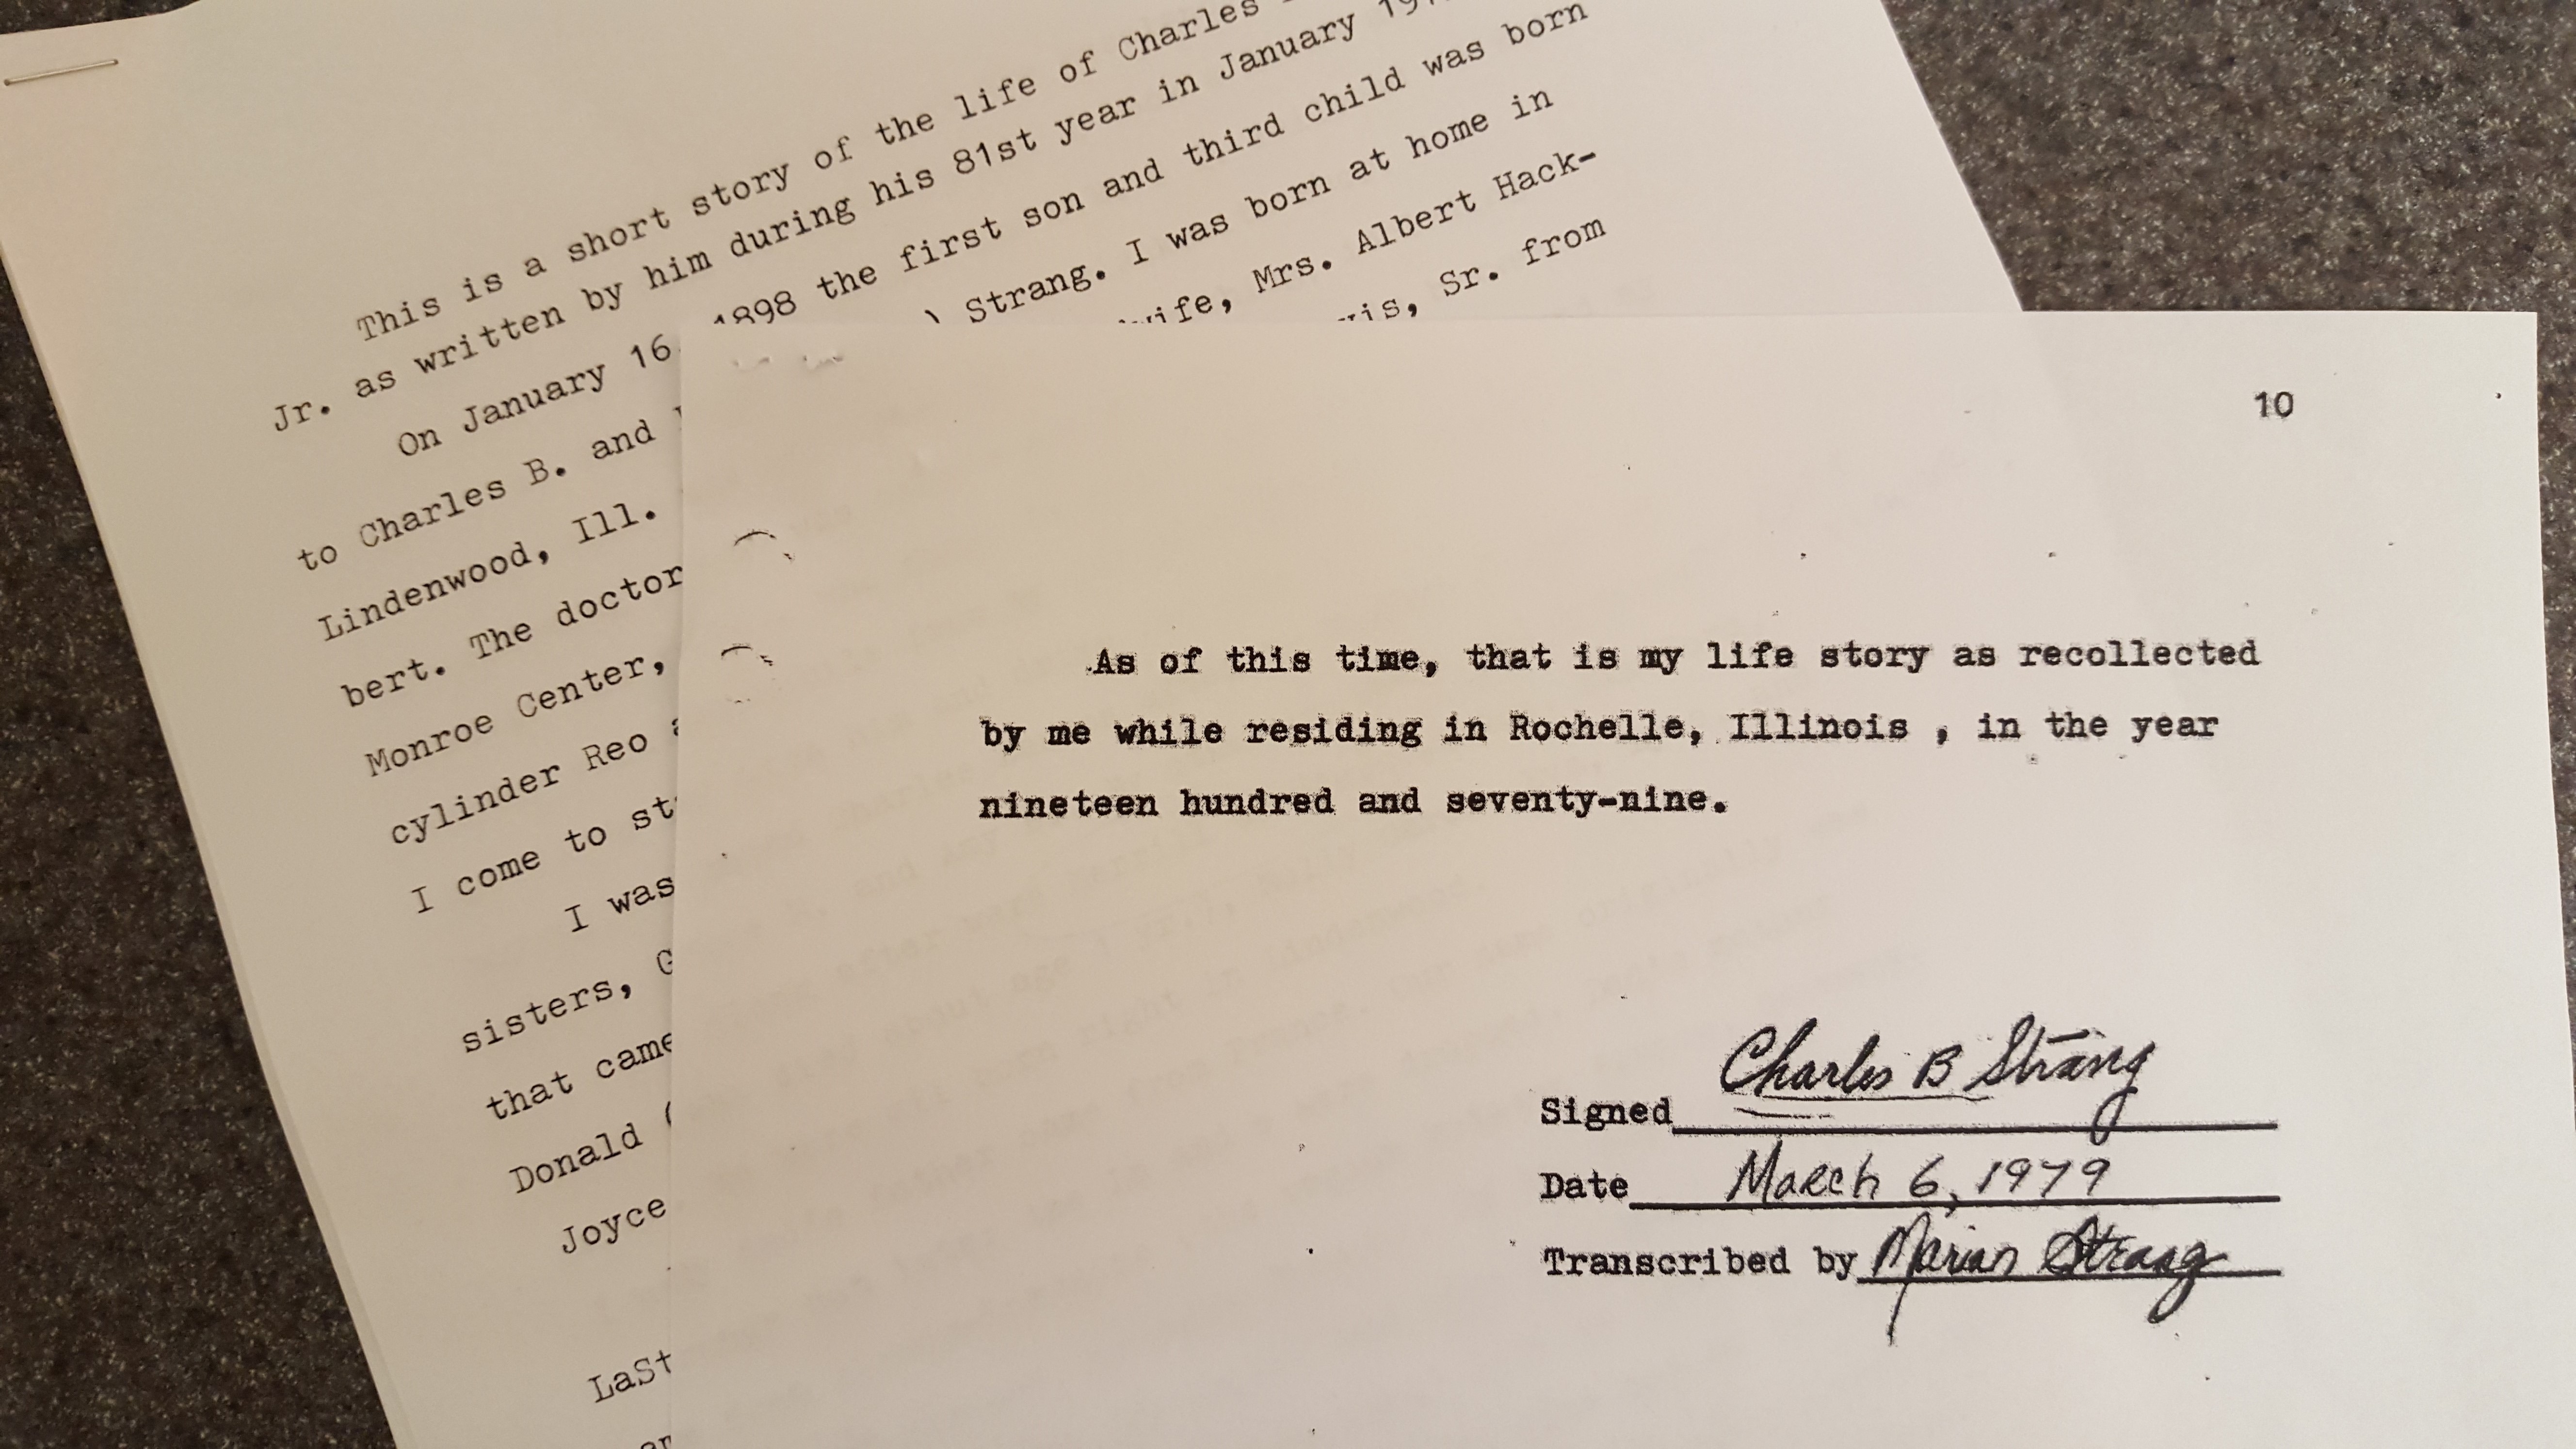 This is a short story of the life of Charles
Jr. as written by him during his 81st year in January
On January 16 1898 the first son and third child was born
to Charles B. and ) Strang. I was born at home in
Lindenwood, Ill. wife, Mrs. Albert Hack-
bert. The doctor Sr. from
Monroe Center,
cylinder Reo
I come to
I was
sisters,
that came
Donald (
Joyce
10
As of this time, that is my life story as recollected
by me while residing in Rochelle, Illinois , in the year
nineteen hundred and seventy-nine.
Signed Charles B Strang
Date March 6, 1979
Transcribed by Marian Strang